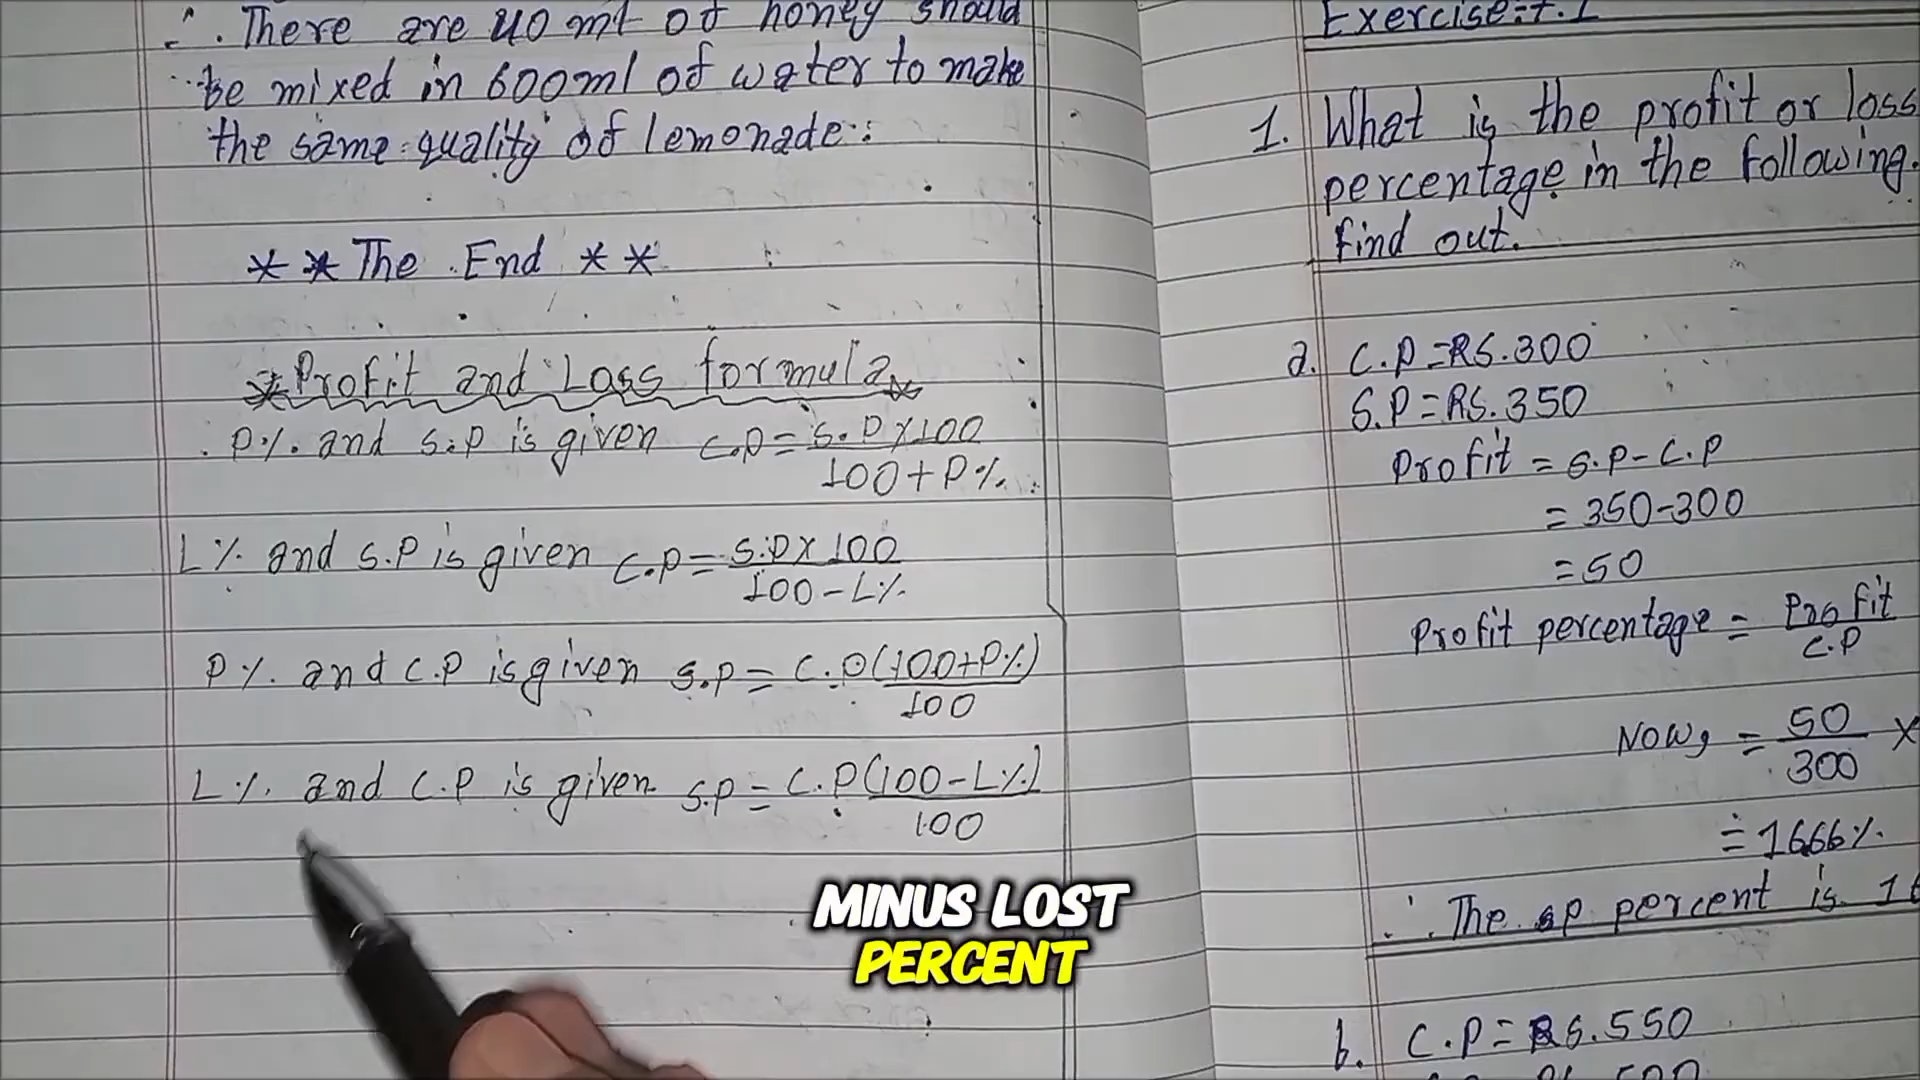 ∴ There are 40 ml of honey should
be mixed in 600ml of water to make
the same quality of lemonade.
** The End **
*Profit and Loss formula*
P% and S.P is given C.P = S.P×100 / 100+P%
L% and S.P is given C.P = S.P×100 / 100-L%
P% and C.P is given S.P = C.P(100+P%) / 100
L% and C.P is given S.P = C.P(100-L%) / 100
MINUS LOST
PERCENT
Exercise:7.1
1. What is the profit or loss
percentage in the following.
find out.
a. C.P=RS.300
S.P=RS.350
Profit = S.P-C.P
= 350-300
=50
Profit percentage = Profit / C.P
Now, = 50 / 300 ×
= 1666%.
∴ The sp percent is
b. C.P=RS.550